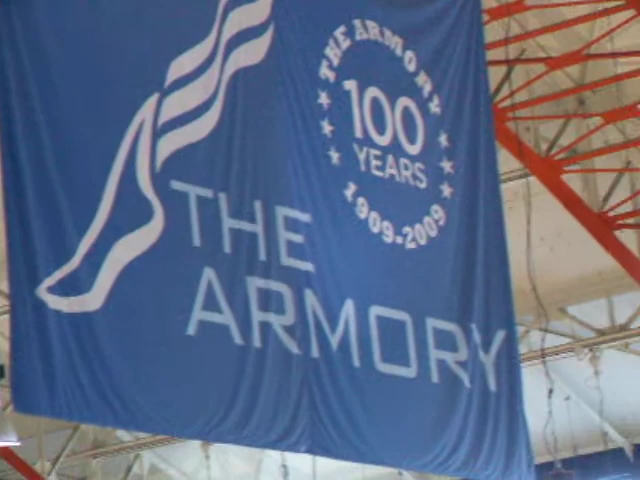 THE ARMORY
100
YEARS
1909-2009
THE
ARMORY